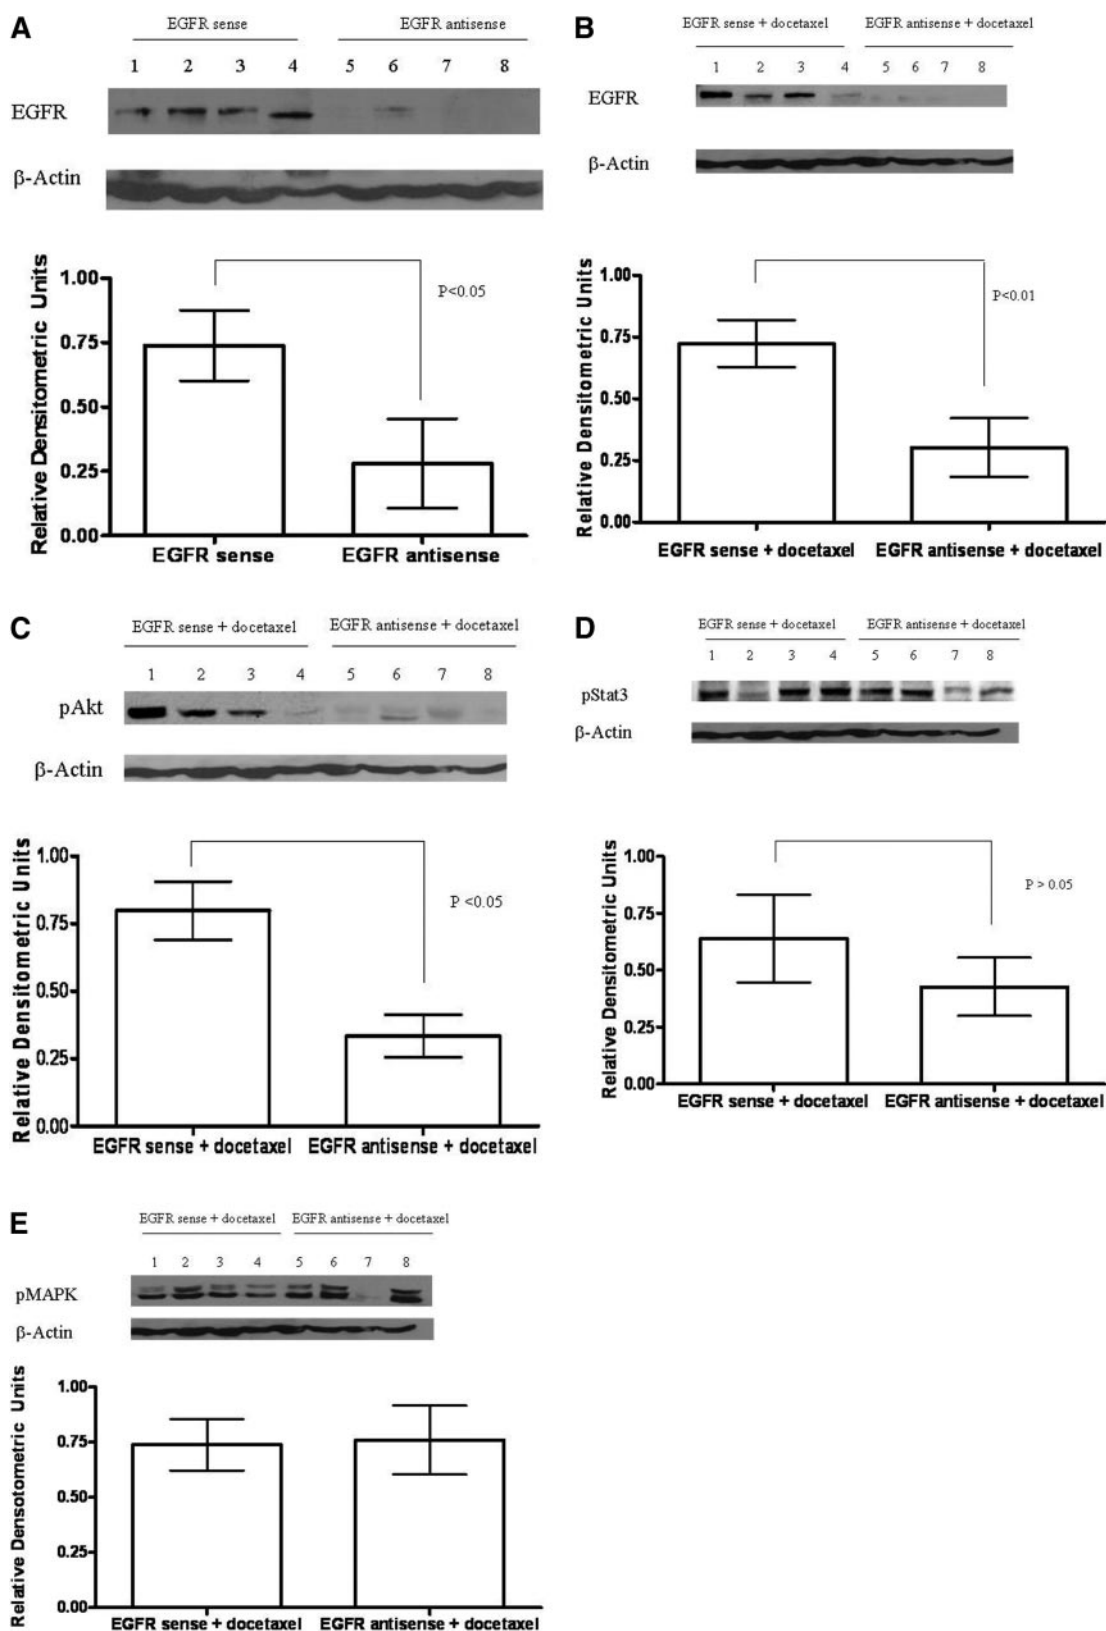 A
EGFR sense
EGFR antisense
1 2 3 4 5 6 7 8
EGFR
β-Actin
Relative Densitometric Units
1.00
0.75
0.50
0.25
0.00
P<0.05
EGFR sense
EGFR antisense
B
EGFR sense + docetaxel
EGFR antisense + docetaxel
1 2 3 4 5 6 7 8
EGFR
β-Actin
Relative Densitometric Units
1.00
0.75
0.50
0.25
0.00
P<0.01
EGFR sense + docetaxel
EGFR antisense + docetaxel
C
EGFR sense + docetaxel
EGFR antisense + docetaxel
1 2 3 4 5 6 7 8
pAkt
β-Actin
Relative Densitometric Units
1.00
0.75
0.50
0.25
0.00
P <0.05
EGFR sense + docetaxel
EGFR antisense + docetaxel
D
EGFR sense + docetaxel
EGFR antisense + docetaxel
1 2 3 4 5 6 7 8
pStat3
β-Actin
Relative Densitometric Units
1.00
0.75
0.50
0.25
0.00
P > 0.05
EGFR sense + docetaxel
EGFR antisense + docetaxel
E
EGFR sense + docetaxel
EGFR antisense + docetaxel
1 2 3 4 5 6 7 8
pMAPK
β-Actin
Relative Densotometric Units
1.00
0.75
0.50
0.25
0.00
EGFR sense + docetaxel
EGFR antisense + docetaxel